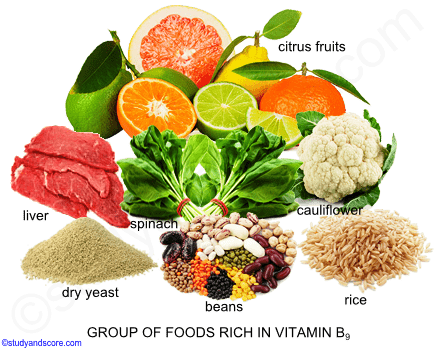 citrus fruits
liver
spinach
cauliflower
dry yeast
beans
rice
GROUP OF FOODS RICH IN VITAMIN B₉
©studyandscore.com